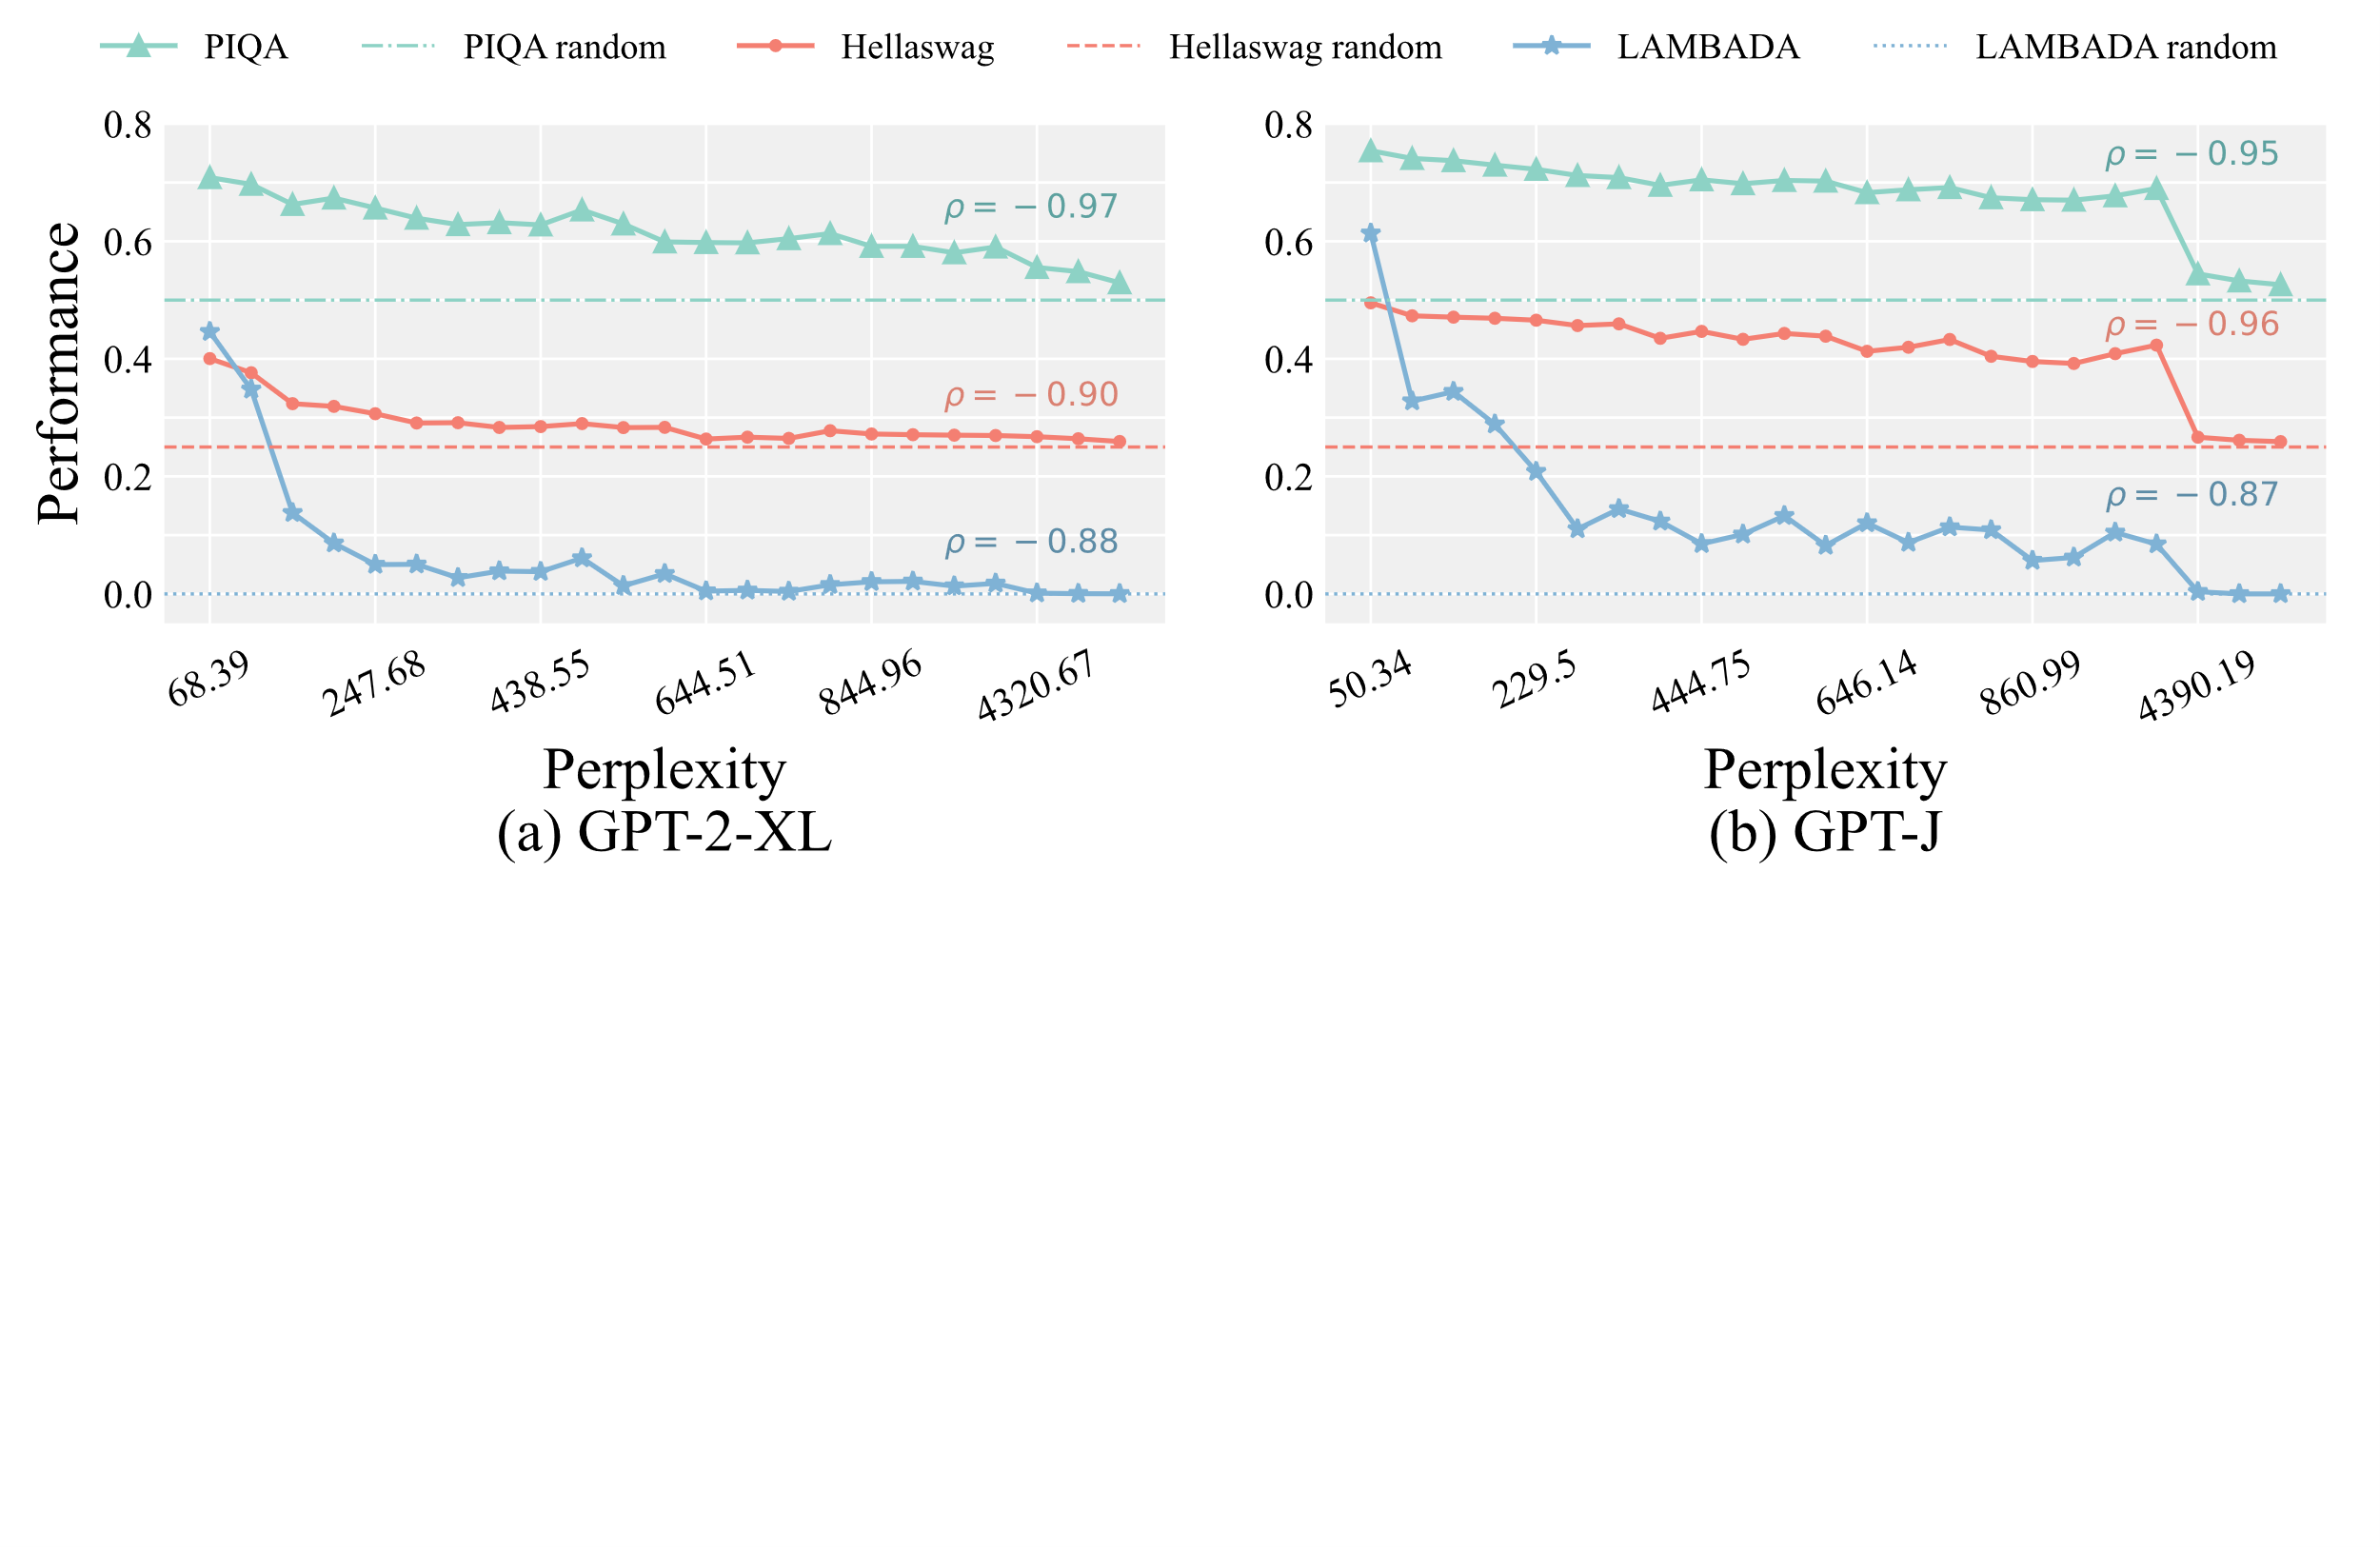 PIQA PIQA random Hellaswag Hellaswag random LAMBADA LAMBADA random
Performance
0.8
0.6
0.4
0.2
0.0
ρ = −0.97
ρ = −0.90
ρ = −0.88
68.39 247.68 438.55 644.51 844.96 4320.67
Perplexity
(a) GPT-2-XL
0.8
0.6
0.4
0.2
0.0
ρ = −0.95
ρ = −0.96
ρ = −0.87
50.34 229.5 444.75 646.14 860.99 4390.19
Perplexity
(b) GPT-J